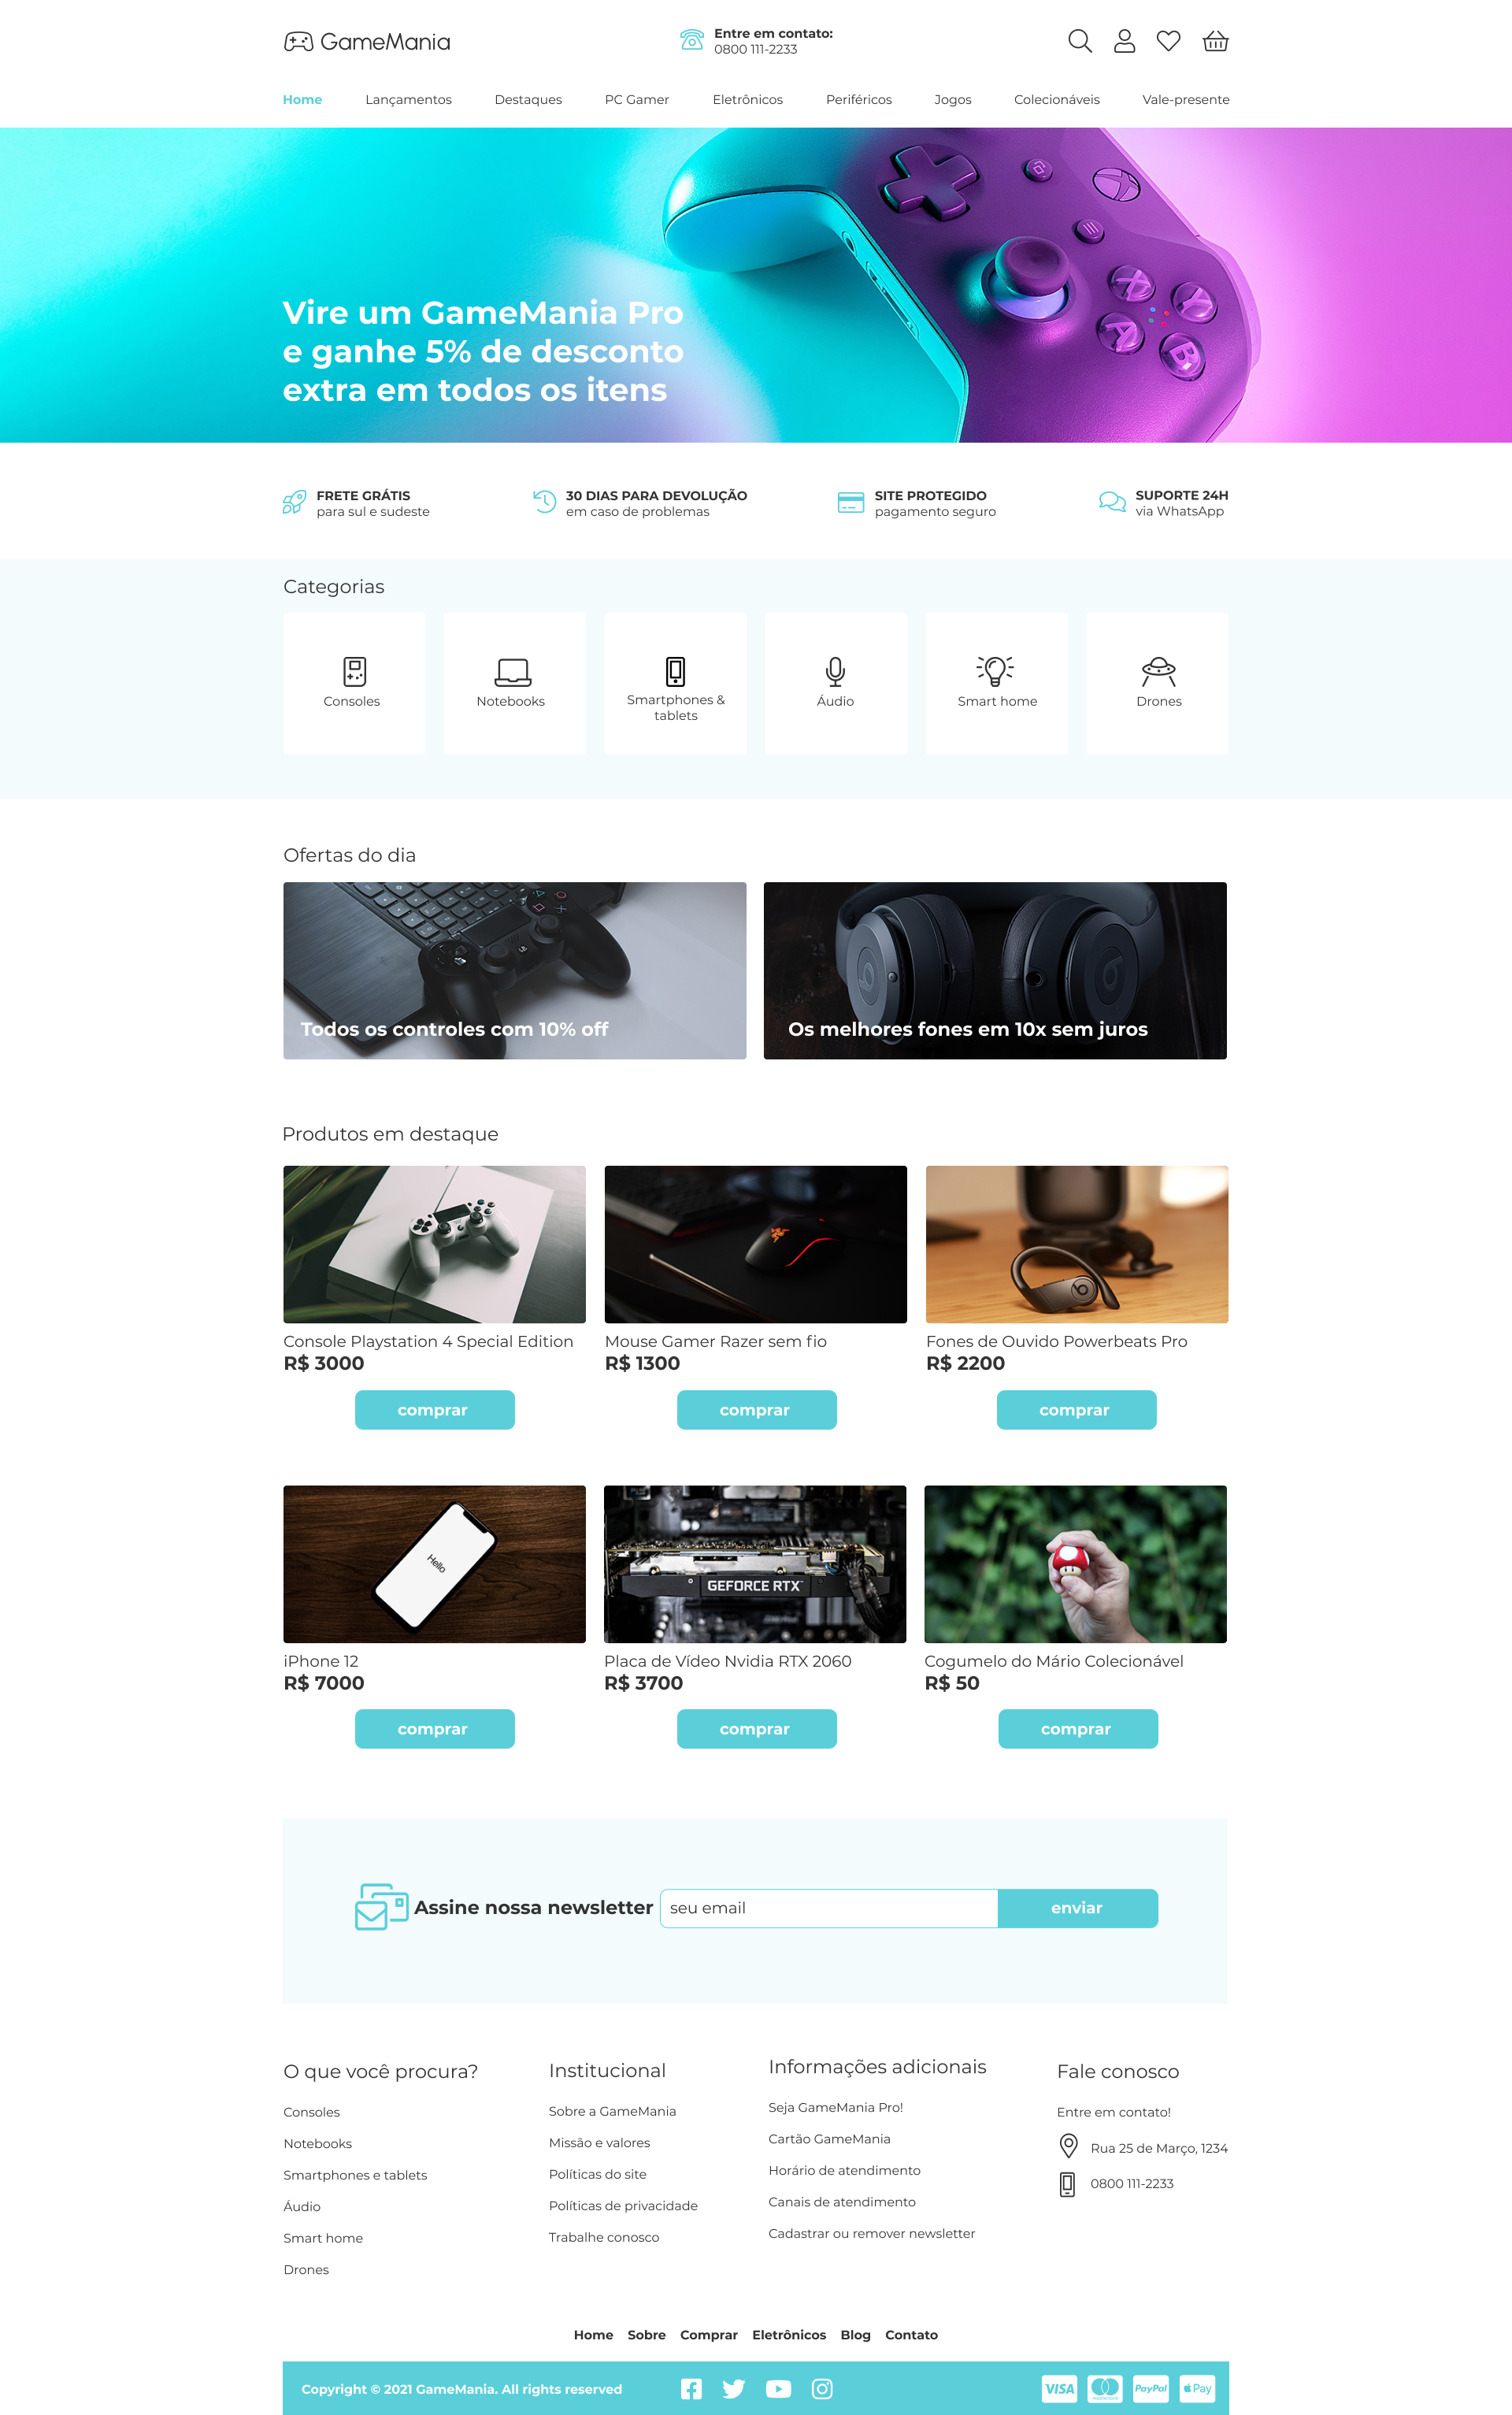 GameMania
Entre em contato:
0800 111-2233
Home Lançamentos Destaques PC Gamer Eletrônicos Periféricos Jogos Colecionáveis Vale-presente
Vire um GameMania Pro
e ganhe 5% de desconto
extra em todos os itens
X
Y
A
B
FRETE GRÁTIS
para sul e sudeste
30 DIAS PARA DEVOLUÇÃO
em caso de problemas
SITE PROTEGIDO
pagamento seguro
SUPORTE 24H
via WhatsApp
Categorias
Consoles
Notebooks
Smartphones &
tablets
Áudio
Smart home
Drones
Ofertas do dia
Todos os controles com 10% off
Os melhores fones em 10x sem juros
Produtos em destaque
Console Playstation 4 Special Edition
R$ 3000
comprar
Mouse Gamer Razer sem fio
R$ 1300
comprar
Fones de Ouvido Powerbeats Pro
R$ 2200
comprar
Hello
iPhone 12
R$ 7000
comprar
GEFORCE RTX
Placa de Vídeo Nvidia RTX 2060
R$ 3700
comprar
Cogumelo do Mário Colecionável
R$ 50
comprar
Assine nossa newsletter
seu email
enviar
O que você procura?
Consoles
Notebooks
Smartphones e tablets
Áudio
Smart home
Drones
Institucional
Sobre a GameMania
Missão e valores
Políticas do site
Políticas de privacidade
Trabalhe conosco
Informações adicionais
Seja GameMania Pro!
Cartão GameMania
Horário de atendimento
Canais de atendimento
Cadastrar ou remover newsletter
Fale conosco
Entre em contato!
Rua 25 de Março, 1234
0800 111-2233
Home Sobre Comprar Eletrônicos Blog Contato
Copyright © 2021 GameMania. All rights reserved
VISA
PayPal
Pay